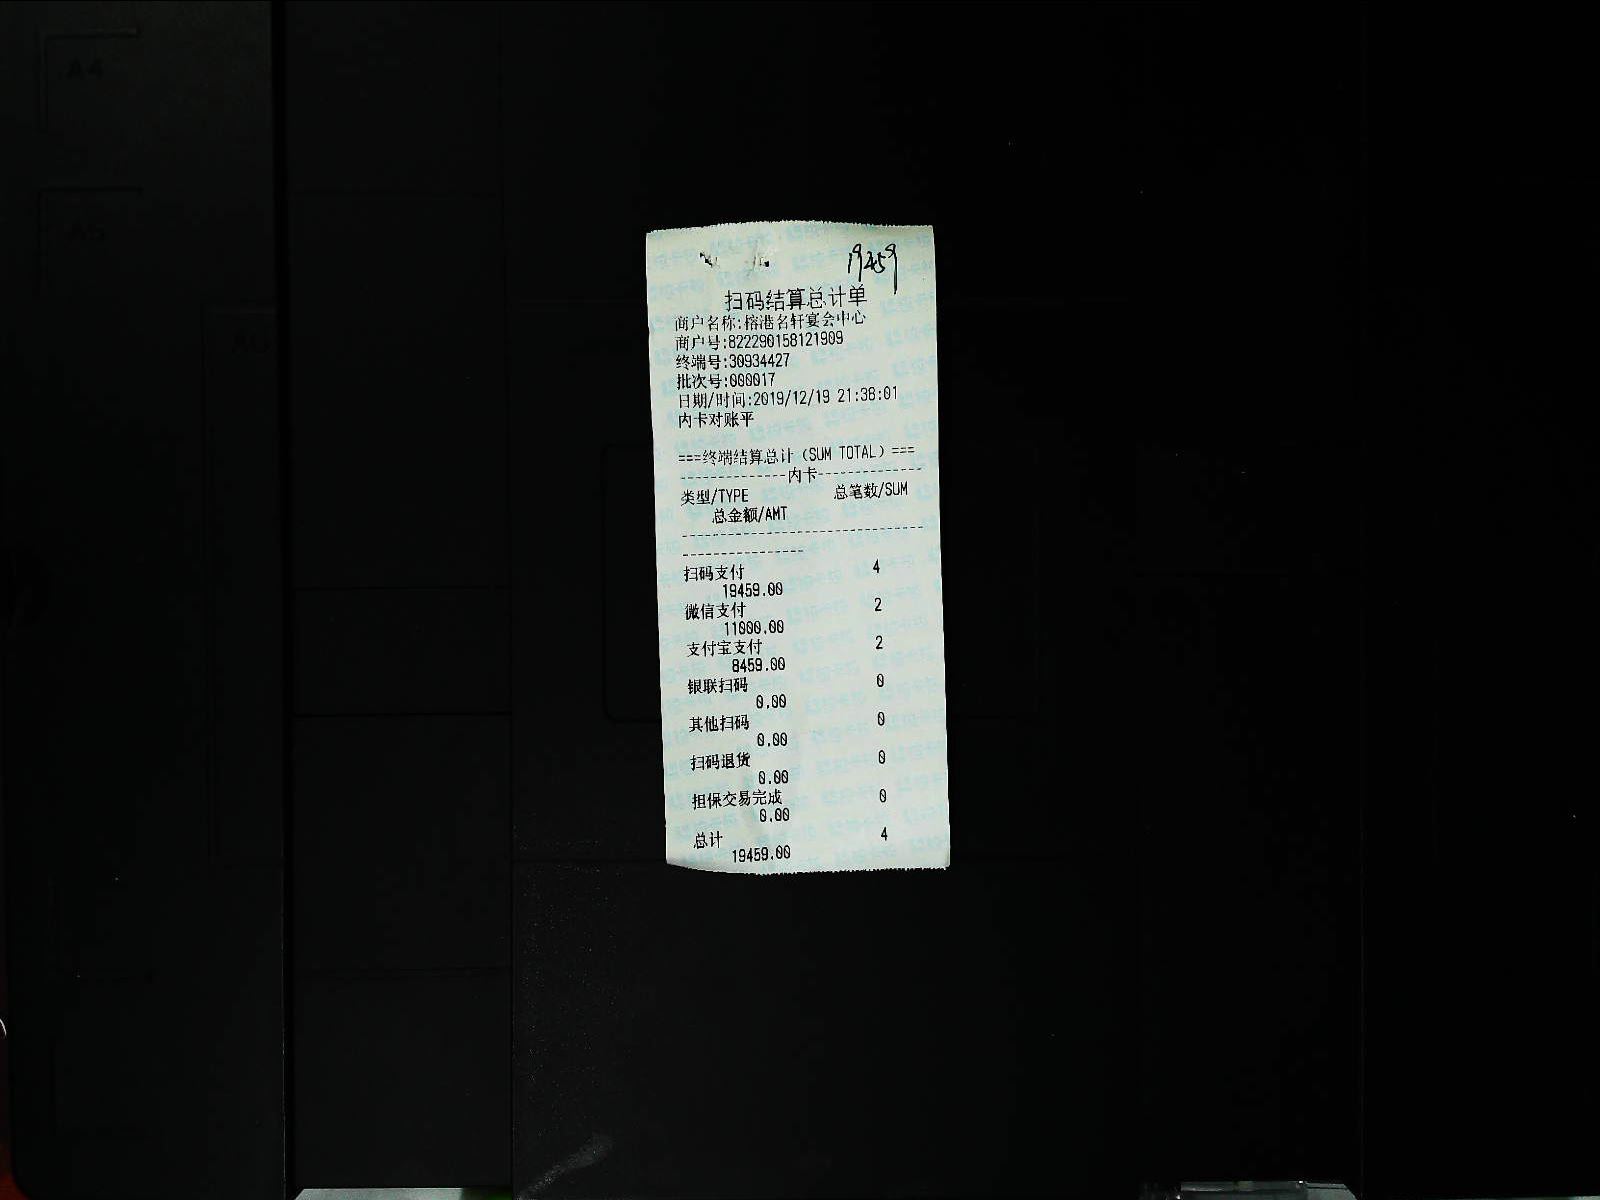 19459
扫码结算总计单
商户名称:榕港名轩宴会中心
商户号:822290158121909
终端号:30934427
批次号:000017
日期/时间:2019/12/19 21:38:01
内卡对账平
===终端结算总计（SUM TOTAL）===
--------------内卡--------------
类型/TYPE 总笔数/SUM
总金额/AMT
扫码支付 4
19459.00
微信支付 2
11000.00
支付宝支付 2
8459.00
银联扫码 0
0.00
其他扫码 0
0.00
扫码退货 0
0.00
担保交易完成 0
0.00
总计 4
19459.00
A4
A5